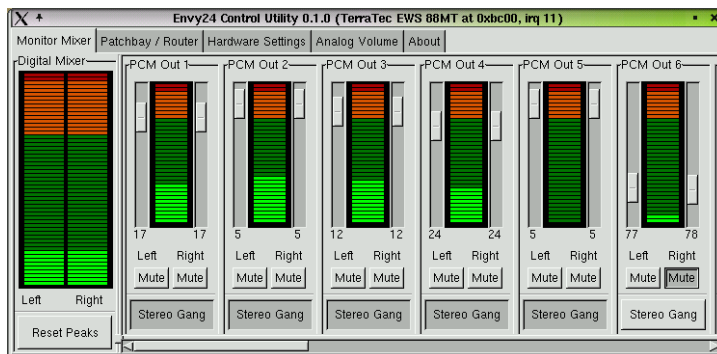 Envy24 Control Utility 0.1.0 (TerraTec EWS 88MT at 0xbc00, irq 11)
Monitor Mixer Patchbay / Router Hardware Settings Analog Volume About
Digital Mixer PCM Out 1 PCM Out 2 PCM Out 3 PCM Out 4 PCM Out 5 PCM Out 6
17 17 5 5 12 12 24 24 5 5 77 78
Left Right Left Right Left Right Left Right Left Right Left Right
Mute Mute Mute Mute Mute Mute Mute Mute Mute Mute Mute Mute
Left Right
Stereo Gang Stereo Gang Stereo Gang Stereo Gang Stereo Gang Stereo Gang
Reset Peaks